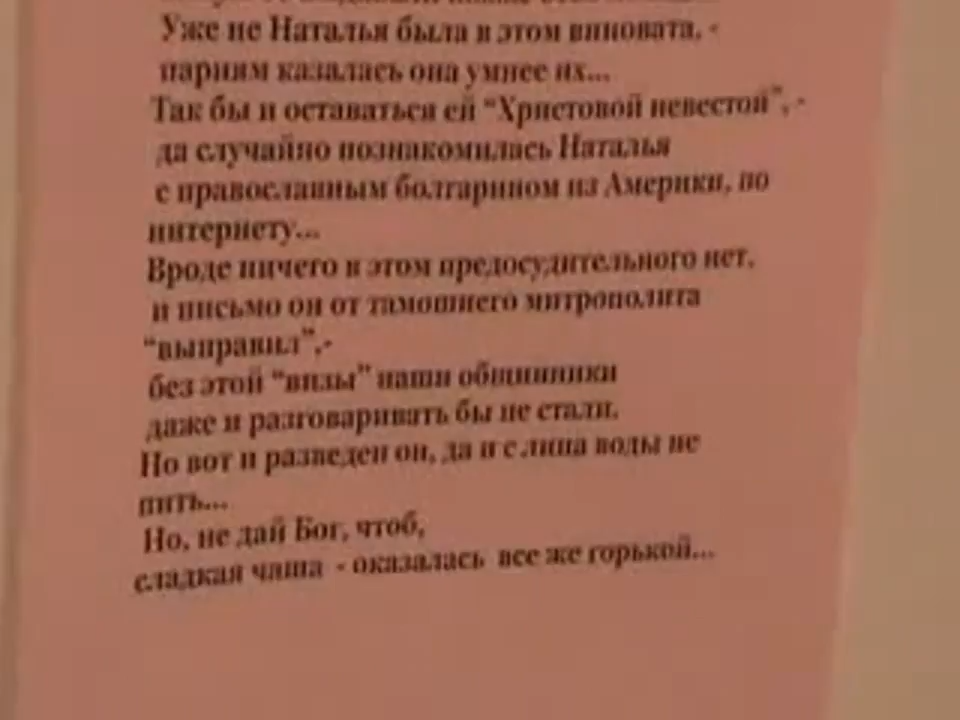 Уже не Наталья была в этом виновата, -
парням казалась она умнее их...
Так бы и оставаться ей “Христовой невестой”, -
да случайно познакомилась Наталья
с православным болгарином из Америки, по
интернету...
Вроде ничего в этом предосудительного нет,
и письмо он от тамошнего митрополита
“выправил”,-
без этой “визы” наши общинники
даже и разговаривать бы не стали.
Но вот и разведен он, да и с лица воды не
пить...
Но, не дай Бог, чтоб,
сладкая чаша - оказалась все же горькой...